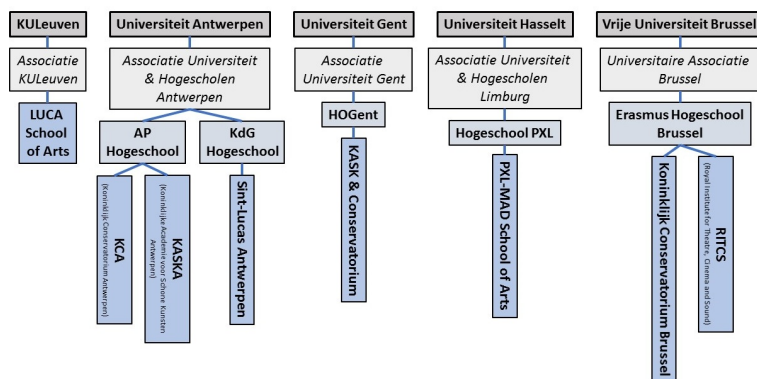 KULeuven
Associatie
KULeuven
LUCA
School
of Arts
Universiteit Antwerpen
Associatie Universiteit
& Hogescholen
Antwerpen
AP
Hogeschool
KCA
(Koninklijk Conservatorium Antwerpen)
KASKA
(Koninklijke Academie voor Schone Kunsten
Antwerpen)
KdG
Hogeschool
Sint-Lucas Antwerpen
Universiteit Gent
Associatie
Universiteit Gent
HOGent
KASK & Conservatorium
Universiteit Hasselt
Associatie Universiteit
& Hogescholen
Limburg
Hogeschool PXL
PXL-MAD School of Arts
Vrije Universiteit Brussel
Universitaire Associatie
Brussel
Erasmus Hogeschool
Brussel
Koninklijk Conservatorium Brussel
RITCS
(Royal Institute for Theatre, Cinema and Sound)